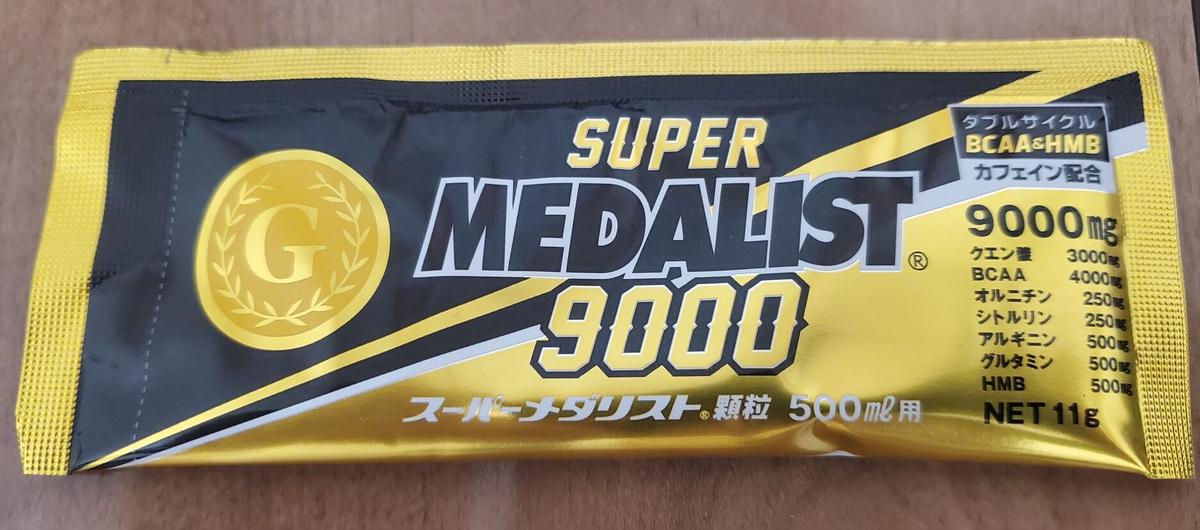 G
SUPER
MEDALIST®
9000
スーパーメダリスト®顆粒 500ml用
ダブルサイクル
BCAA&HMB
カフェイン配合
9000mg
クエン酸 3000mg
BCAA 4000mg
オルニチン 250mg
シトルリン 250mg
アルギニン 500mg
グルタミン 500mg
HMB 500mg
NET 11g